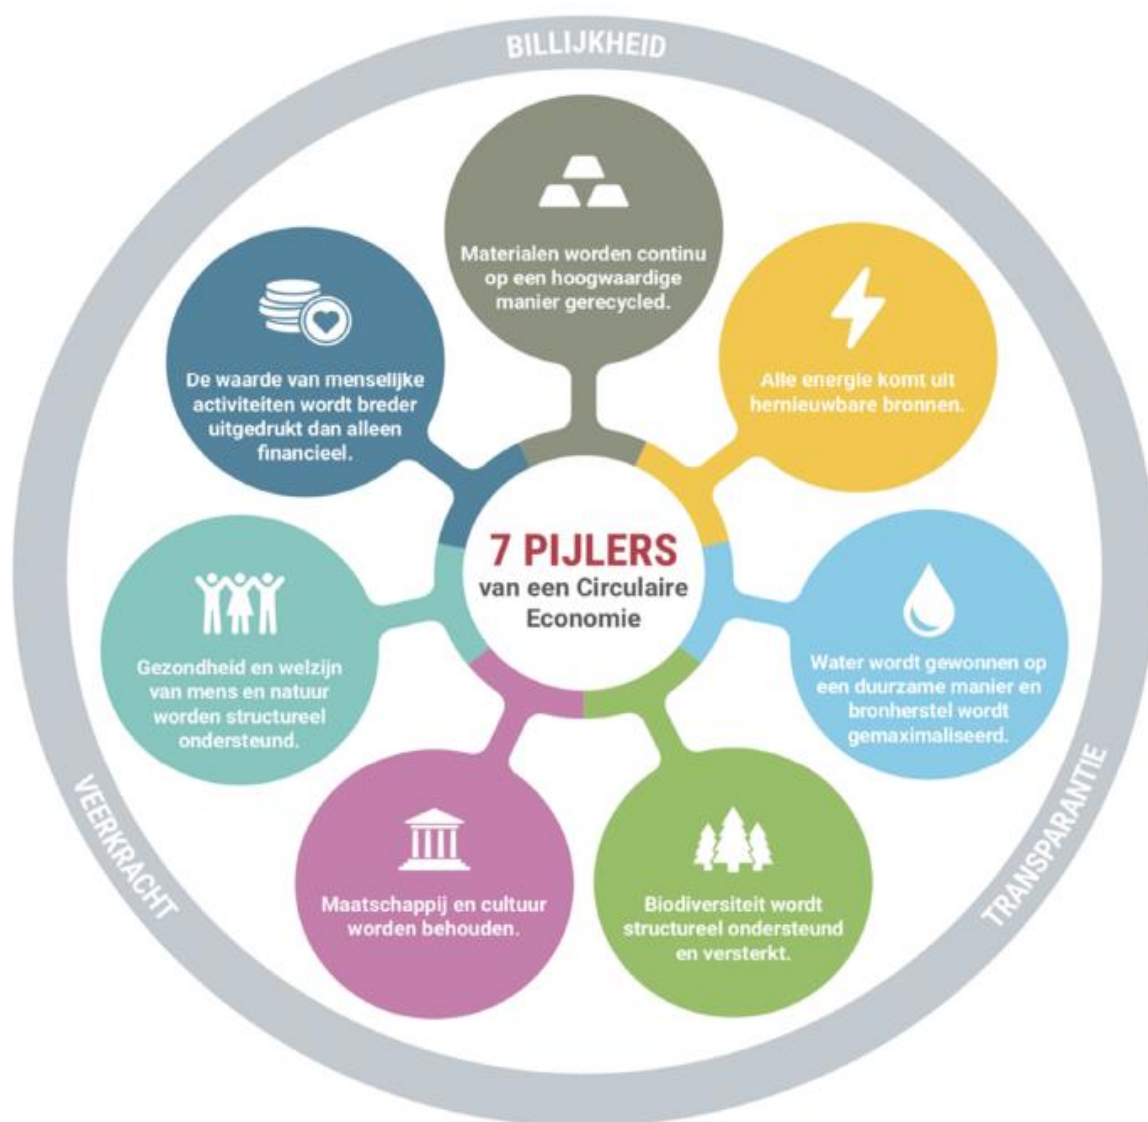 BILLIJKHEID
Materialen worden continu
op een hoogwaardige
manier gerecycled.
Alle energie komt uit
hernieuwbare bronnen.
Water wordt gewonnen op
een duurzame manier en
bronherstel wordt
gemaximaliseerd.
Biodiversiteit wordt
structureel ondersteund
en versterkt.
Maatschappij en cultuur
worden behouden.
Gezondheid en welzijn
van mens en natuur
worden structureel
ondersteund.
De waarde van menselijke
activiteiten wordt breder
uitgedrukt dan alleen
financieel.
7 PIJLERS
van een Circulaire
Economie
TRANSPARANTIE
VEERKRACHT